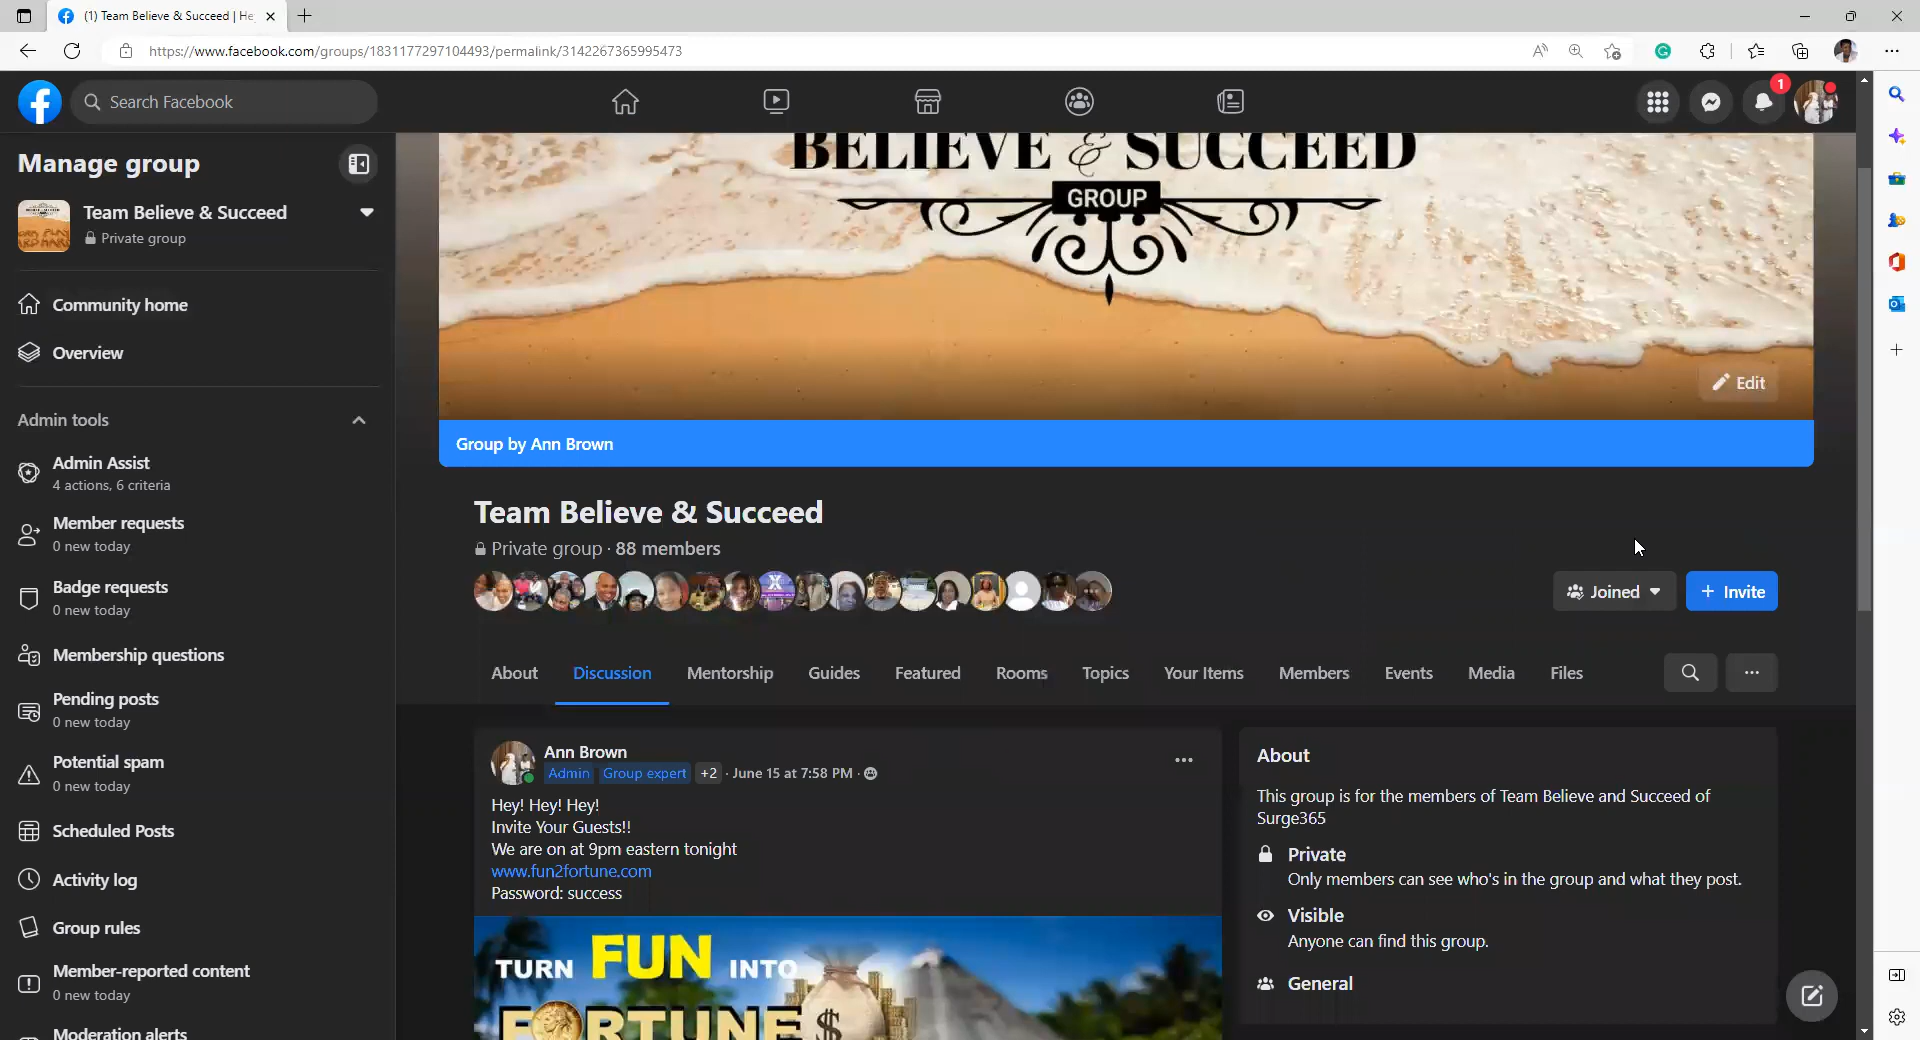 (1) Team Believe & Succeed | He
https://www.facebook.com/groups/1831177297104493/permalink/3142267365995473
Search Facebook
1
Manage group
Team Believe & Succeed
Private group
Community home
Overview
Admin tools
Admin Assist
4 actions, 6 criteria
Member requests
0 new today
Badge requests
0 new today
Membership questions
Pending posts
0 new today
Potential spam
0 new today
Scheduled Posts
Activity log
Group rules
Member-reported content
0 new today
Moderation alerts
BELIEVE & SUCCEED
GROUP
Edit
Group by Ann Brown
Team Believe & Succeed
Private group · 88 members
Joined
+ Invite
About Discussion Mentorship Guides Featured Rooms Topics Your Items Members Events Media Files
Ann Brown
Admin Group expert +2 · June 15 at 7:58 PM ·
Hey! Hey! Hey!
Invite Your Guests!!
We are on at 9pm eastern tonight
www.fun2fortune.com
Password: success
TURN FUN INTO
FORTUNE $
About
This group is for the members of Team Believe and Succeed of
Surge365
Private
Only members can see who's in the group and what they post.
Visible
Anyone can find this group.
General